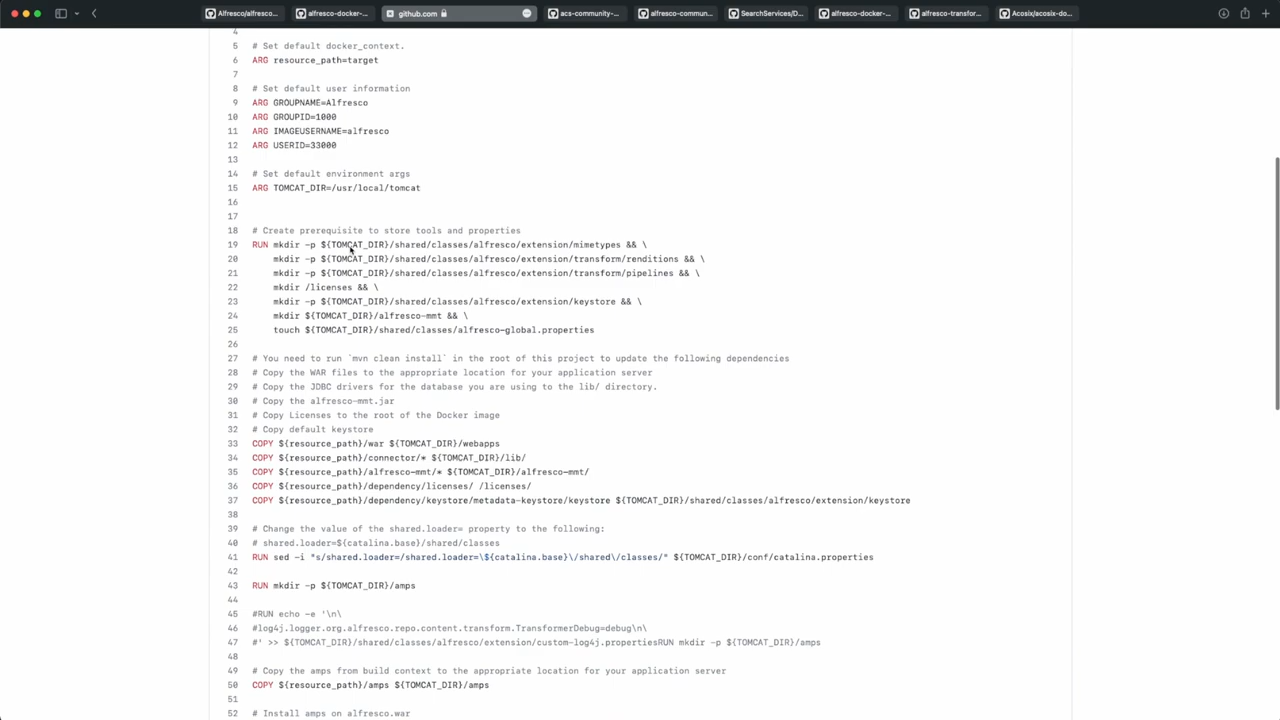 Alfresco/alfresco...
alfresco-docker-...
github.com
acs-community-...
alfresco-commun...
SearchServices/D...
alfresco-docker-...
alfresco-transfor...
Acosix/acosix-do...
4
5 # Set default docker_context.
6 ARG resource_path=target
7
8 # Set default user information
9 ARG GROUPNAME=Alfresco
10 ARG GROUPID=1000
11 ARG IMAGEUSERNAME=alfresco
12 ARG USERID=33000
13
14 # Set default environment args
15 ARG TOMCAT_DIR=/usr/local/tomcat
16
17
18 # Create prerequisite to store tools and properties
19 RUN mkdir -p ${TOMCAT_DIR}/shared/classes/alfresco/extension/mimetypes && \
20 mkdir -p ${TOMCAT_DIR}/shared/classes/alfresco/extension/transform/renditions && \
21 mkdir -p ${TOMCAT_DIR}/shared/classes/alfresco/extension/transform/pipelines && \
22 mkdir /licenses && \
23 mkdir -p ${TOMCAT_DIR}/shared/classes/alfresco/extension/keystore && \
24 mkdir ${TOMCAT_DIR}/alfresco-mmt && \
25 touch ${TOMCAT_DIR}/shared/classes/alfresco-global.properties
26
27 # You need to run `mvn clean install` in the root of this project to update the following dependencies
28 # Copy the WAR files to the appropriate location for your application server
29 # Copy the JDBC drivers for the database you are using to the lib/ directory.
30 # Copy the alfresco-mmt.jar
31 # Copy Licenses to the root of the Docker image
32 # Copy default keystore
33 COPY ${resource_path}/war ${TOMCAT_DIR}/webapps
34 COPY ${resource_path}/connector/* ${TOMCAT_DIR}/lib/
35 COPY ${resource_path}/alfresco-mmt/* ${TOMCAT_DIR}/alfresco-mmt/
36 COPY ${resource_path}/dependency/licenses/ /licenses/
37 COPY ${resource_path}/dependency/keystore/metadata-keystore/keystore ${TOMCAT_DIR}/shared/classes/alfresco/extension/keystore
38
39 # Change the value of the shared.loader= property to the following:
40 # shared.loader=${catalina.base}/shared/classes
41 RUN sed -i "s/shared.loader=/shared.loader=\${catalina.base}\/shared\/classes/" ${TOMCAT_DIR}/conf/catalina.properties
42
43 RUN mkdir -p ${TOMCAT_DIR}/amps
44
45 #RUN echo -e '\n\
46 #log4j.logger.org.alfresco.repo.content.transform.TransformerDebug=debug\n\
47 #' >> ${TOMCAT_DIR}/shared/classes/alfresco/extension/custom-log4j.propertiesRUN mkdir -p ${TOMCAT_DIR}/amps
48
49 # Copy the amps from build context to the appropriate location for your application server
50 COPY ${resource_path}/amps ${TOMCAT_DIR}/amps
51
52 # Install amps on alfresco.war